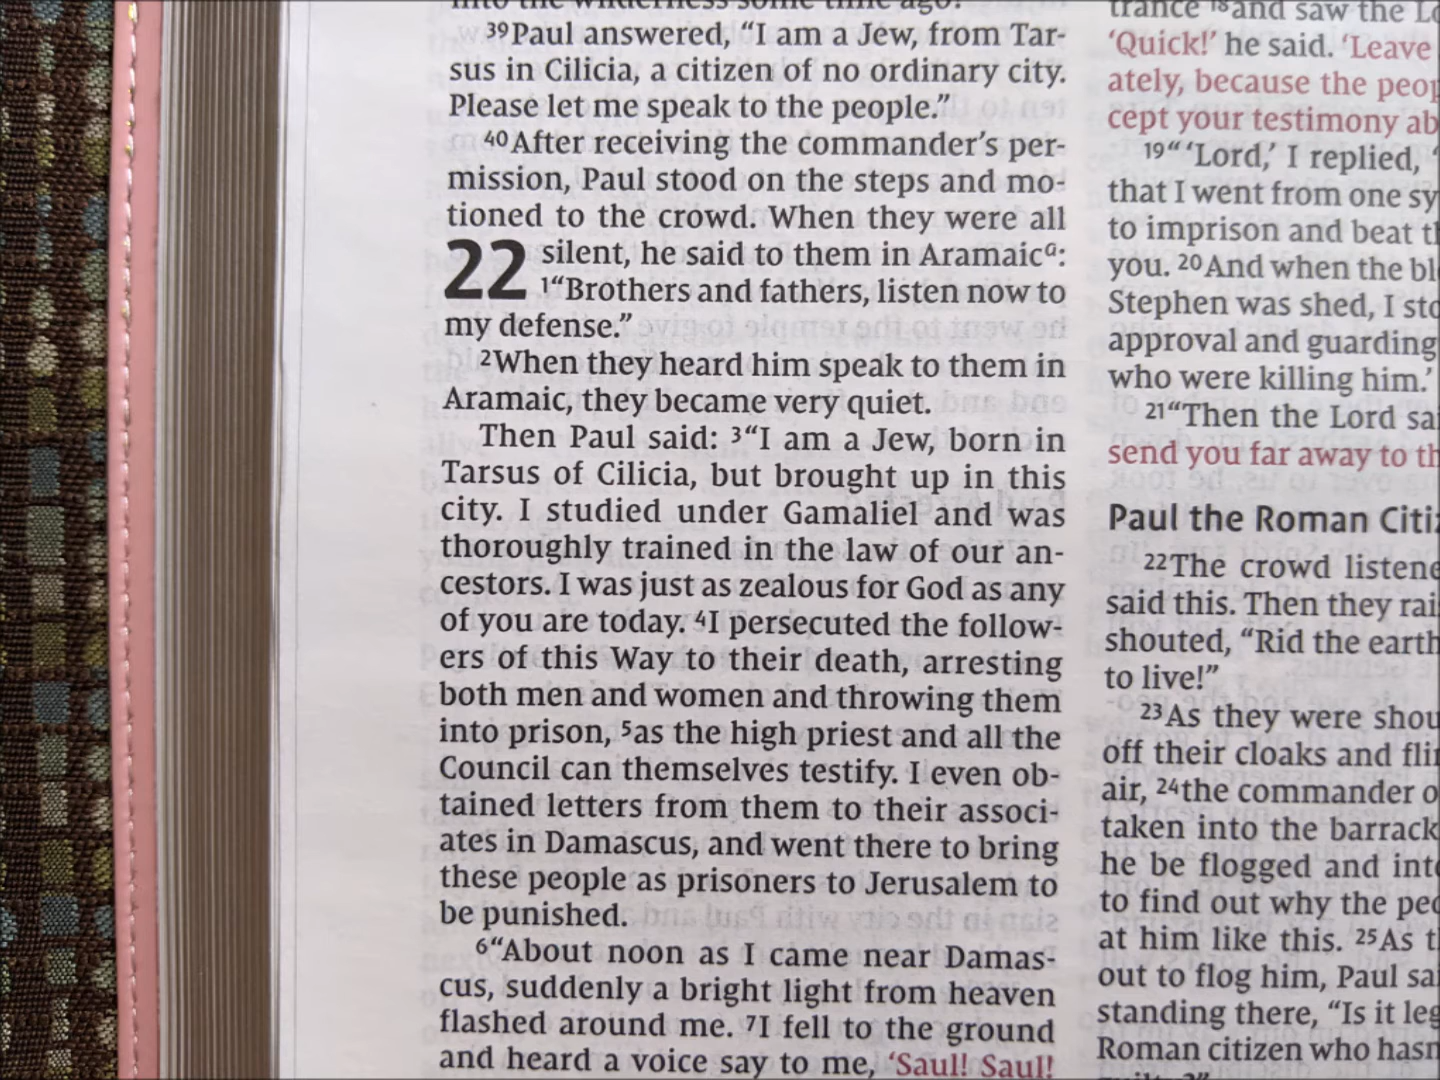 into the wilderness some time ago?"
39Paul answered, “I am a Jew, from Tar-
sus in Cilicia, a citizen of no ordinary city.
Please let me speak to the people.”
40After receiving the commander’s per-
mission, Paul stood on the steps and mo-
tioned to the crowd. When they were all
22 silent, he said to them in Aramaica:
1“Brothers and fathers, listen now to
my defense.”
2When they heard him speak to them in
Aramaic, they became very quiet.
Then Paul said: 3“I am a Jew, born in
Tarsus of Cilicia, but brought up in this
city. I studied under Gamaliel and was
thoroughly trained in the law of our an-
cestors. I was just as zealous for God as any
of you are today. 4I persecuted the follow-
ers of this Way to their death, arresting
both men and women and throwing them
into prison, 5as the high priest and all the
Council can themselves testify. I even ob-
tained letters from them to their associ-
ates in Damascus, and went there to bring
these people as prisoners to Jerusalem to
be punished.
6“About noon as I came near Damas-
cus, suddenly a bright light from heaven
flashed around me. 7I fell to the ground
and heard a voice say to me, ‘Saul! Saul!
trance 18and saw the
‘Quick!’ he said. ‘Leave
ately, because the
cept your testimony
19“‘Lord,’ I replied, ‘
that I went from one
to imprison and beat
you. 20And when the
Stephen was shed, I
approval and guarding
who were killing him.’
21“Then the Lord
send you far away to
Paul the Roman
22The crowd
said this. Then they
shouted, “Rid the earth
to live!”
23As they were
off their cloaks and
air, 24the commander
taken into the
he be flogged and
to find out why the
at him like this. 25As
out to flog him, Paul
standing there, “Is it
Roman citizen who